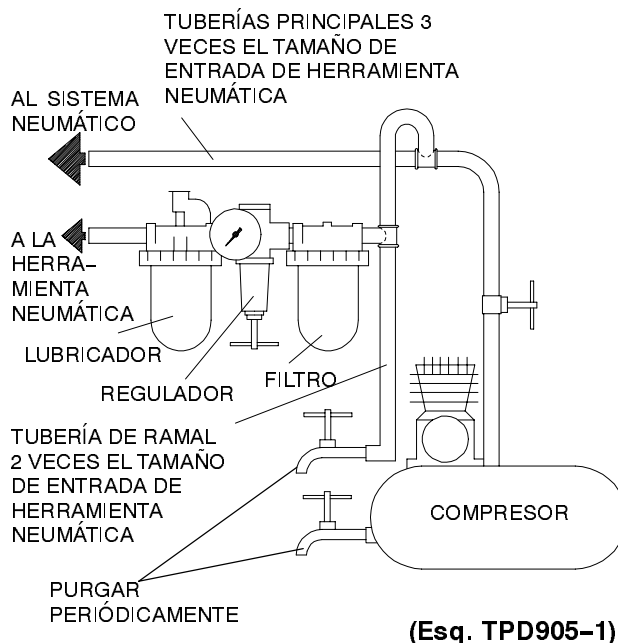 TUBERÍAS PRINCIPALES 3
VECES EL TAMAÑO DE
ENTRADA DE HERRAMIENTA
NEUMÁTICA
AL SISTEMA
NEUMÁTICO
A LA
HERRA–
MIENTA
NEUMÁTICA
LUBRICADOR
REGULADOR
FILTRO
TUBERÍA DE RAMAL
2 VECES EL TAMAÑO
DE ENTRADA DE
HERRAMIENTA
NEUMÁTICA
COMPRESOR
PURGAR
PERIÓDICAMENTE
(Esq. TPD905–1)